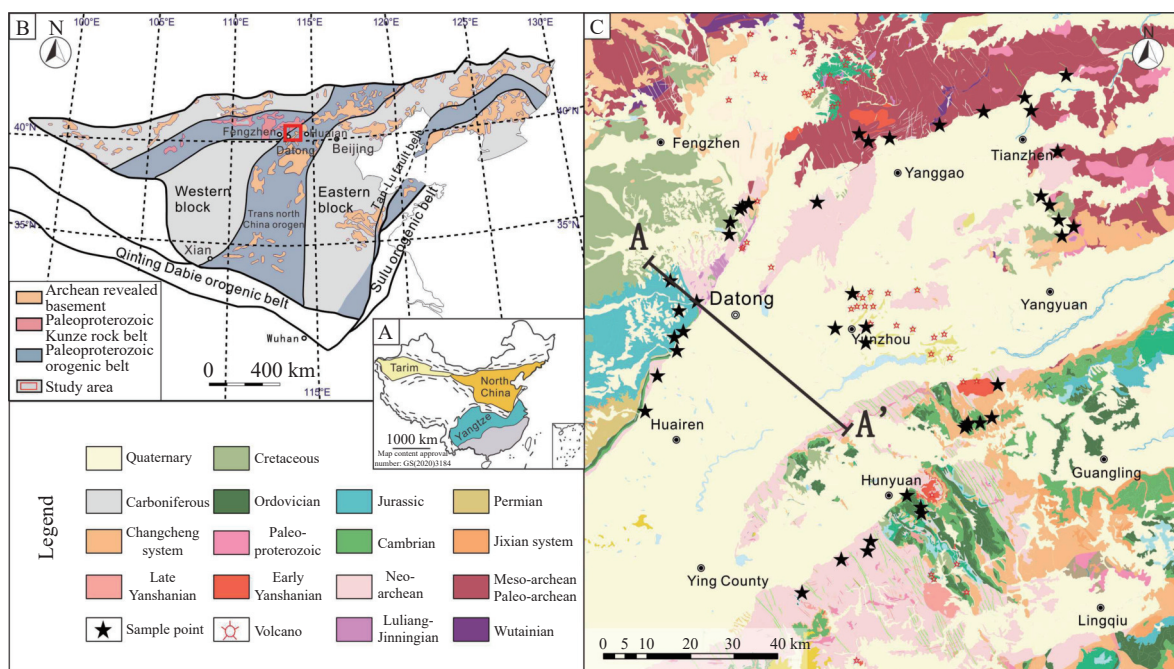 B
N
100°E
105°E
110°E
115°E
120°E
125°E
130°E
40°N
40°N
35°N
35°N
115°E
Fengzhen
Huaian
Datong
Beijing
Western
block
Eastern
block
Trans north
China orogen
Tan-Lu fault belt
Sulu orogenic belt
Xian
Qinling Dabie orogenic belt
Wuhan
Archean revealed
basement
Paleoproterozoic
Kunze rock belt
Paleoproterozoic
orogenic belt
Study area
0 400 km
A
Tarim
North
China
Yangtze
1000 km
Map content approval
number: GS(2020)3184
C
N
Fengzhen
Yanggao
Tianzhen
A
Datong
Yangyuan
Yunzhou
Huairen
A'
Guangling
Hunyuan
Ying County
Lingqiu
0 5 10 20 30 40 km
Legend
Quaternary
Cretaceous
Carboniferous
Ordovician
Jurassic
Permian
Changcheng
system
Paleo-
proterozoic
Cambrian
Jixian system
Late
Yanshanian
Early
Yanshanian
Neo-
archean
Meso-archean
Paleo-archean
Sample point
Volcano
Luliang-
Jinningian
Wutainian